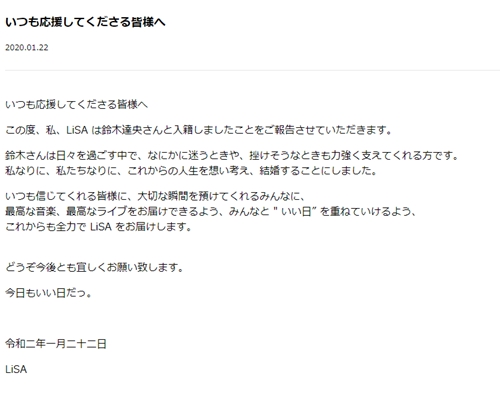 いつも応援してくださる皆様へ
2020.01.22
いつも応援してくださる皆様へ
この度、私、LiSA は鈴木達央さんと入籍しましたことをご報告させていただきます。
鈴木さんは日々を過ごす中で、なにかに迷うときや、挫けそうなときも力強く支えてくれる方です。
私なりに、私たちなりに、これからの人生を想い考え、結婚することにしました。
いつも信じてくれる皆様に、大切な瞬間を預けてくれるみんなに、
最高な音楽、最高なライブをお届けできるよう、みんなと " いい日" を重ねていけるよう、
これからも全力で LiSA をお届けします。
どうぞ今後とも宜しくお願い致します。
今日もいい日だっ。
令和二年一月二十二日
LiSA